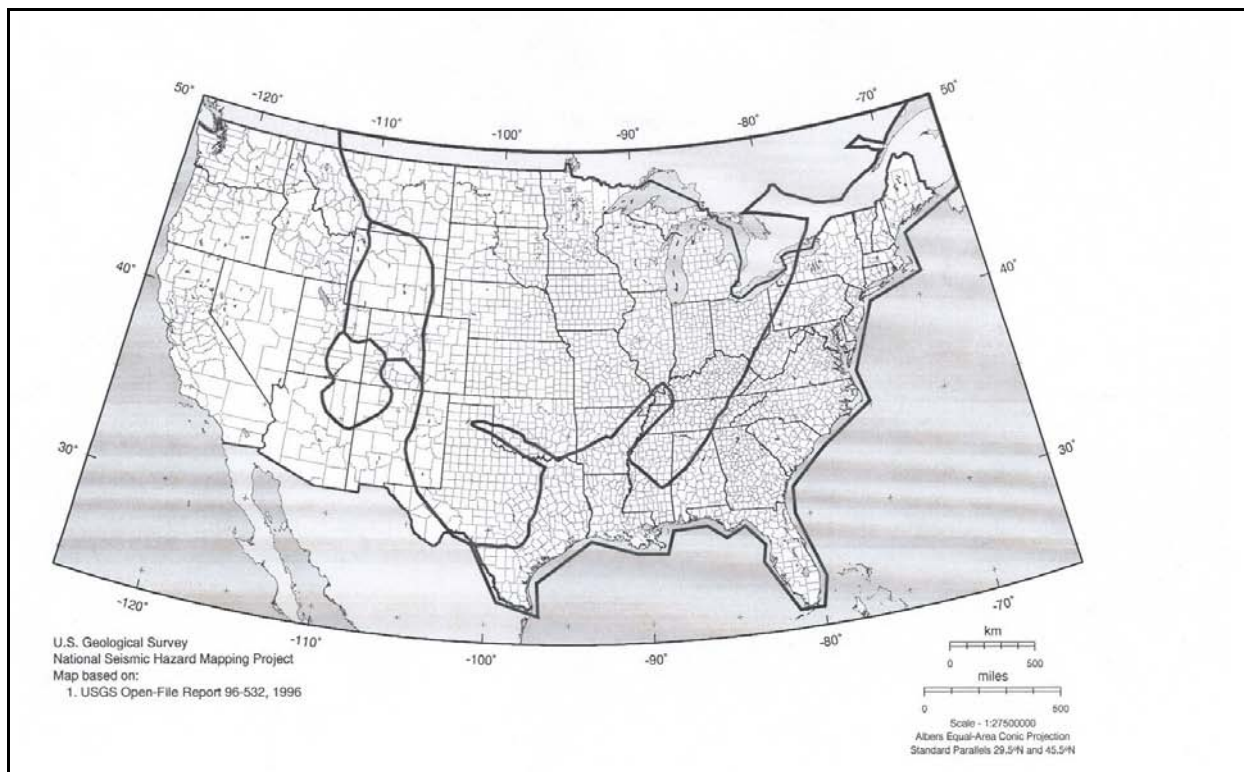 50°
-120°
-110°
-100°
-90°
-80°
-70°
50°
40°
40°
30°
30°
-120°
-110°
-100°
-90°
-80°
-70°
U.S. Geological Survey
National Seismic Hazard Mapping Project
Map based on:
1. USGS Open-File Report 96-532, 1996
km
0 500
miles
0 500
Scale - 1:27500000
Albers Equal-Area Conic Projection
Standard Parallels 29.5°N and 45.5°N